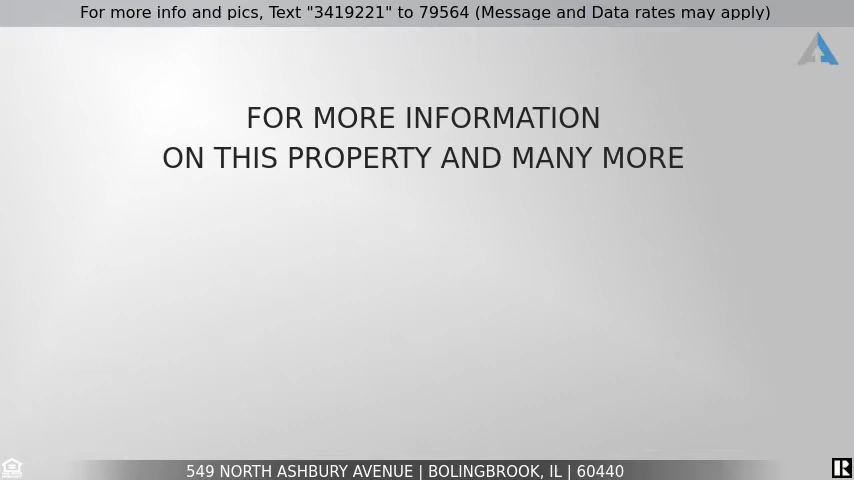 For more info and pics, Text "3419221" to 79564 (Message and Data rates may apply)
FOR MORE INFORMATION
ON THIS PROPERTY AND MANY MORE
549 NORTH ASHBURY AVENUE | BOLINGBROOK, IL | 60440